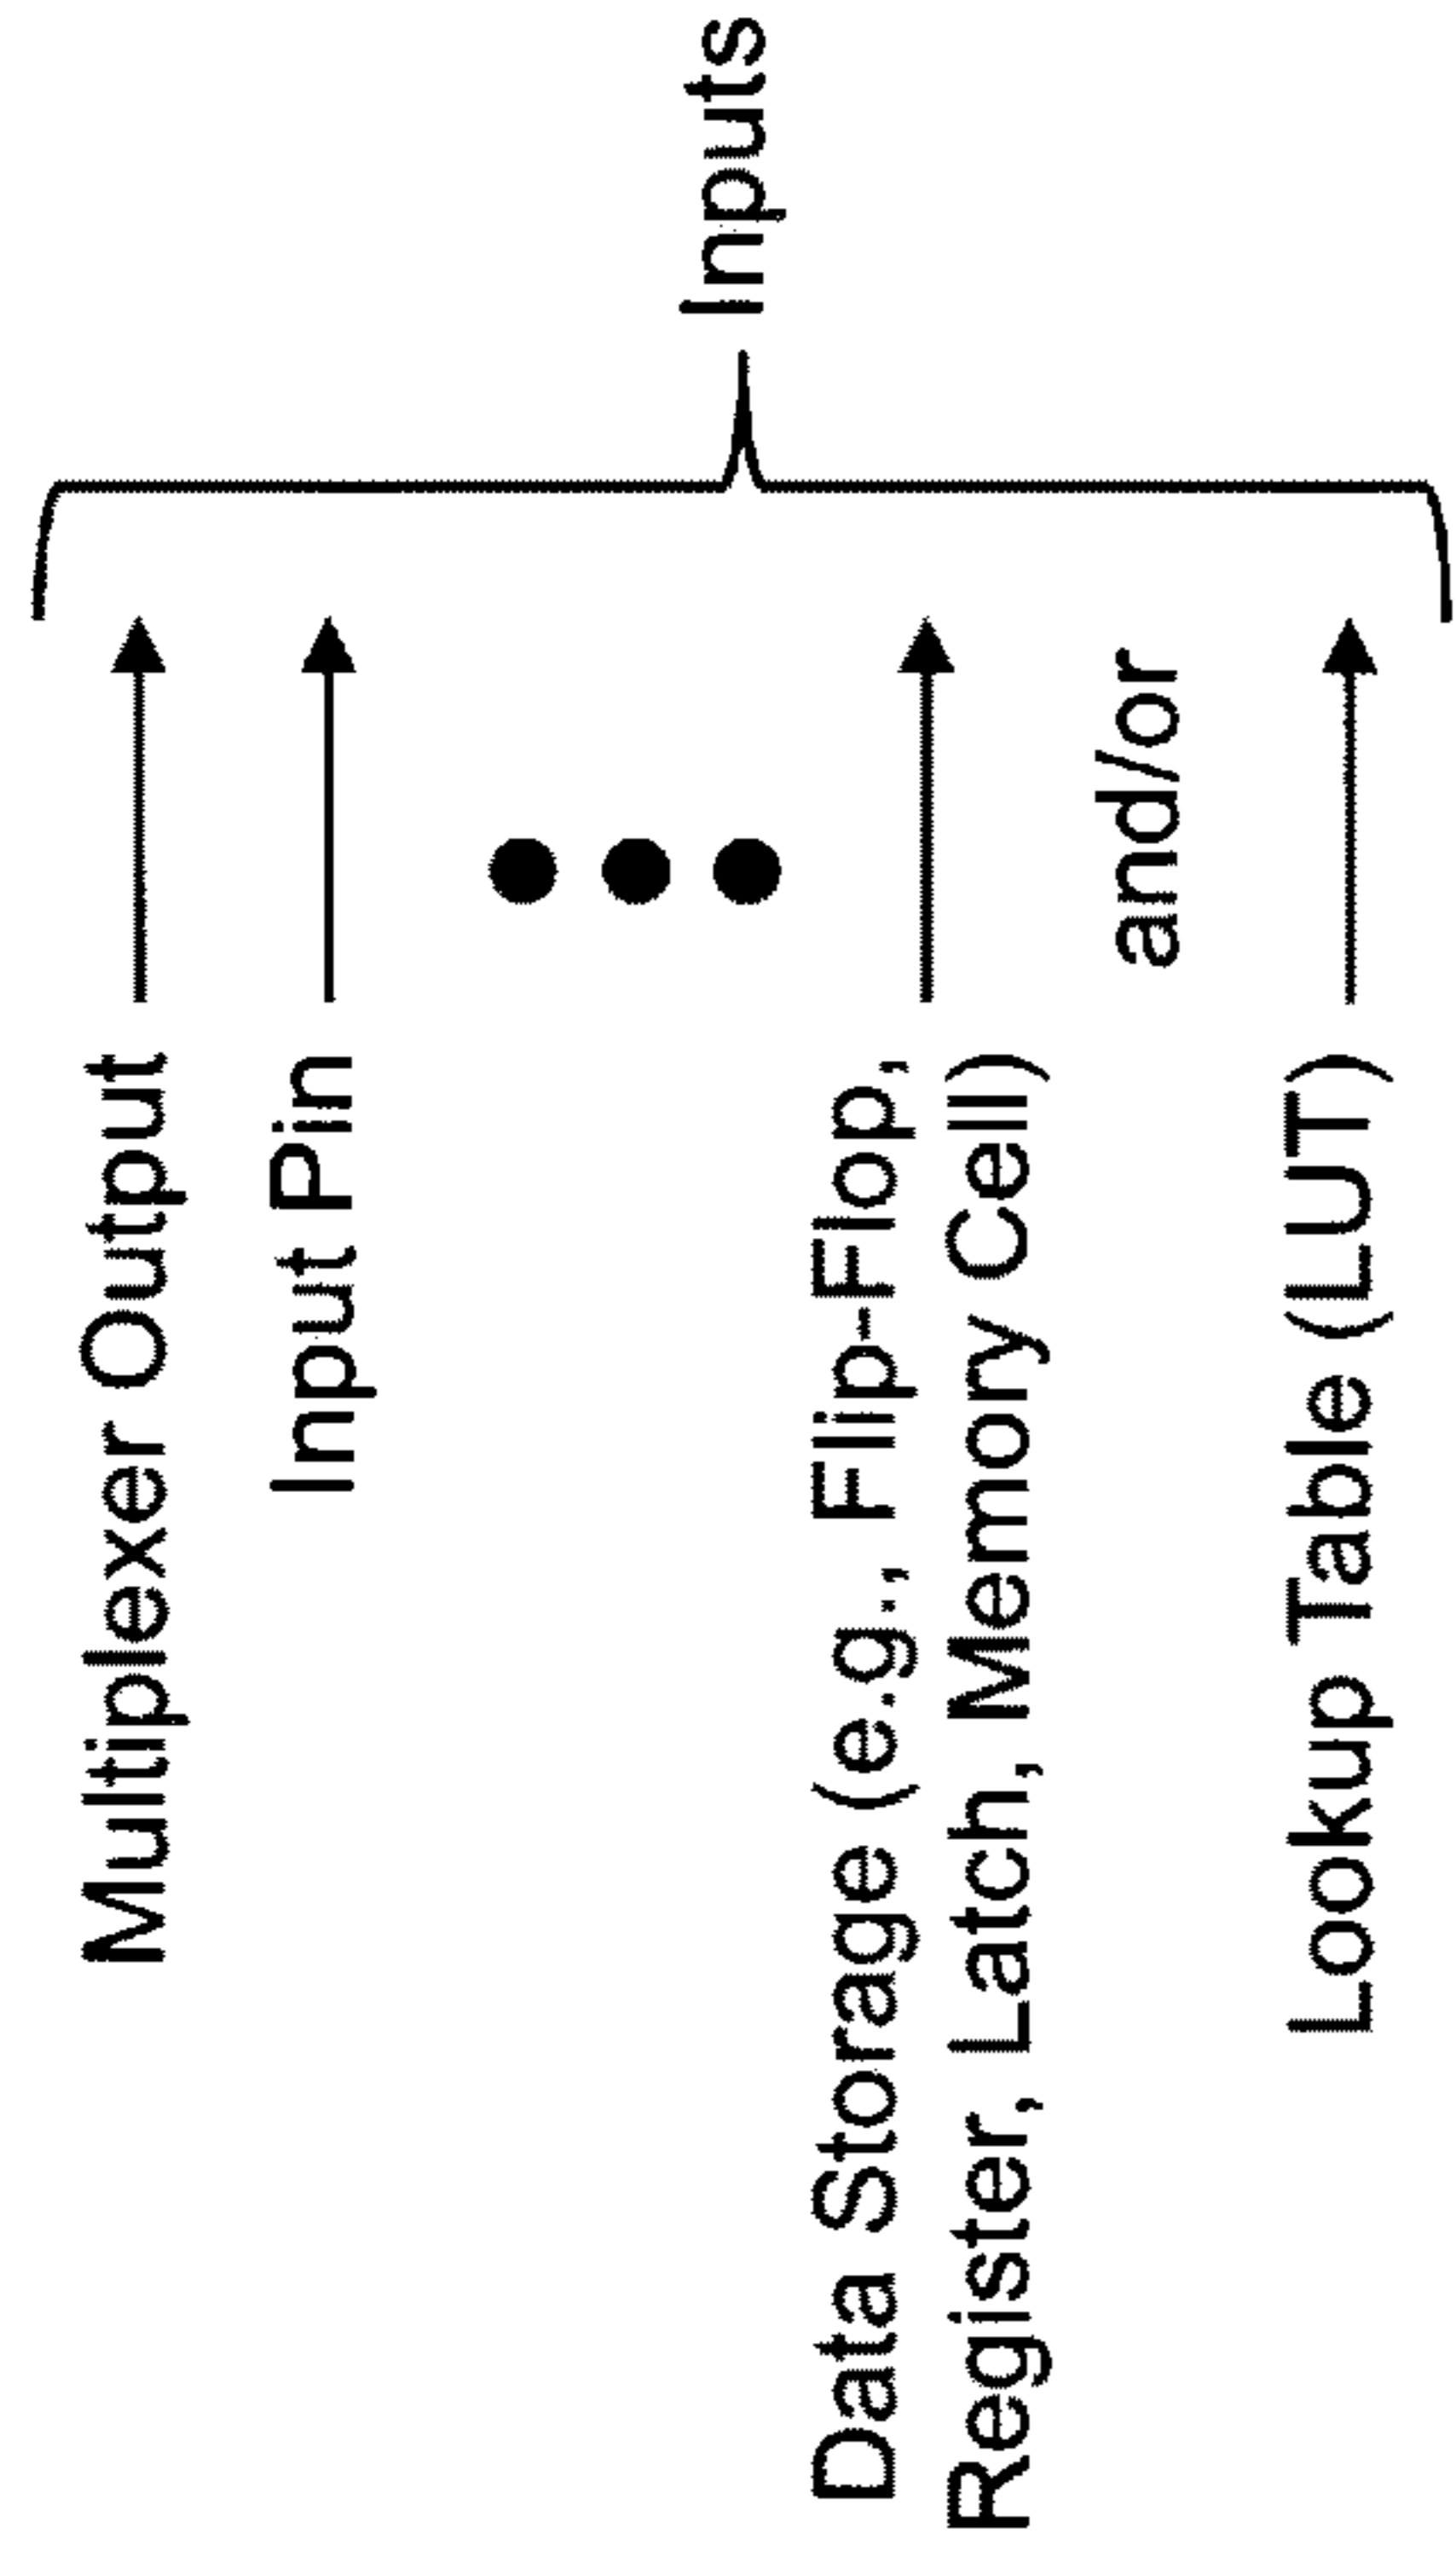 Multiplexer Output
Input Pin
Data Storage (e.g., Flip-Flop,
Register, Latch, Memory Cell)
and/or
Lookup Table (LUT)
Inputs